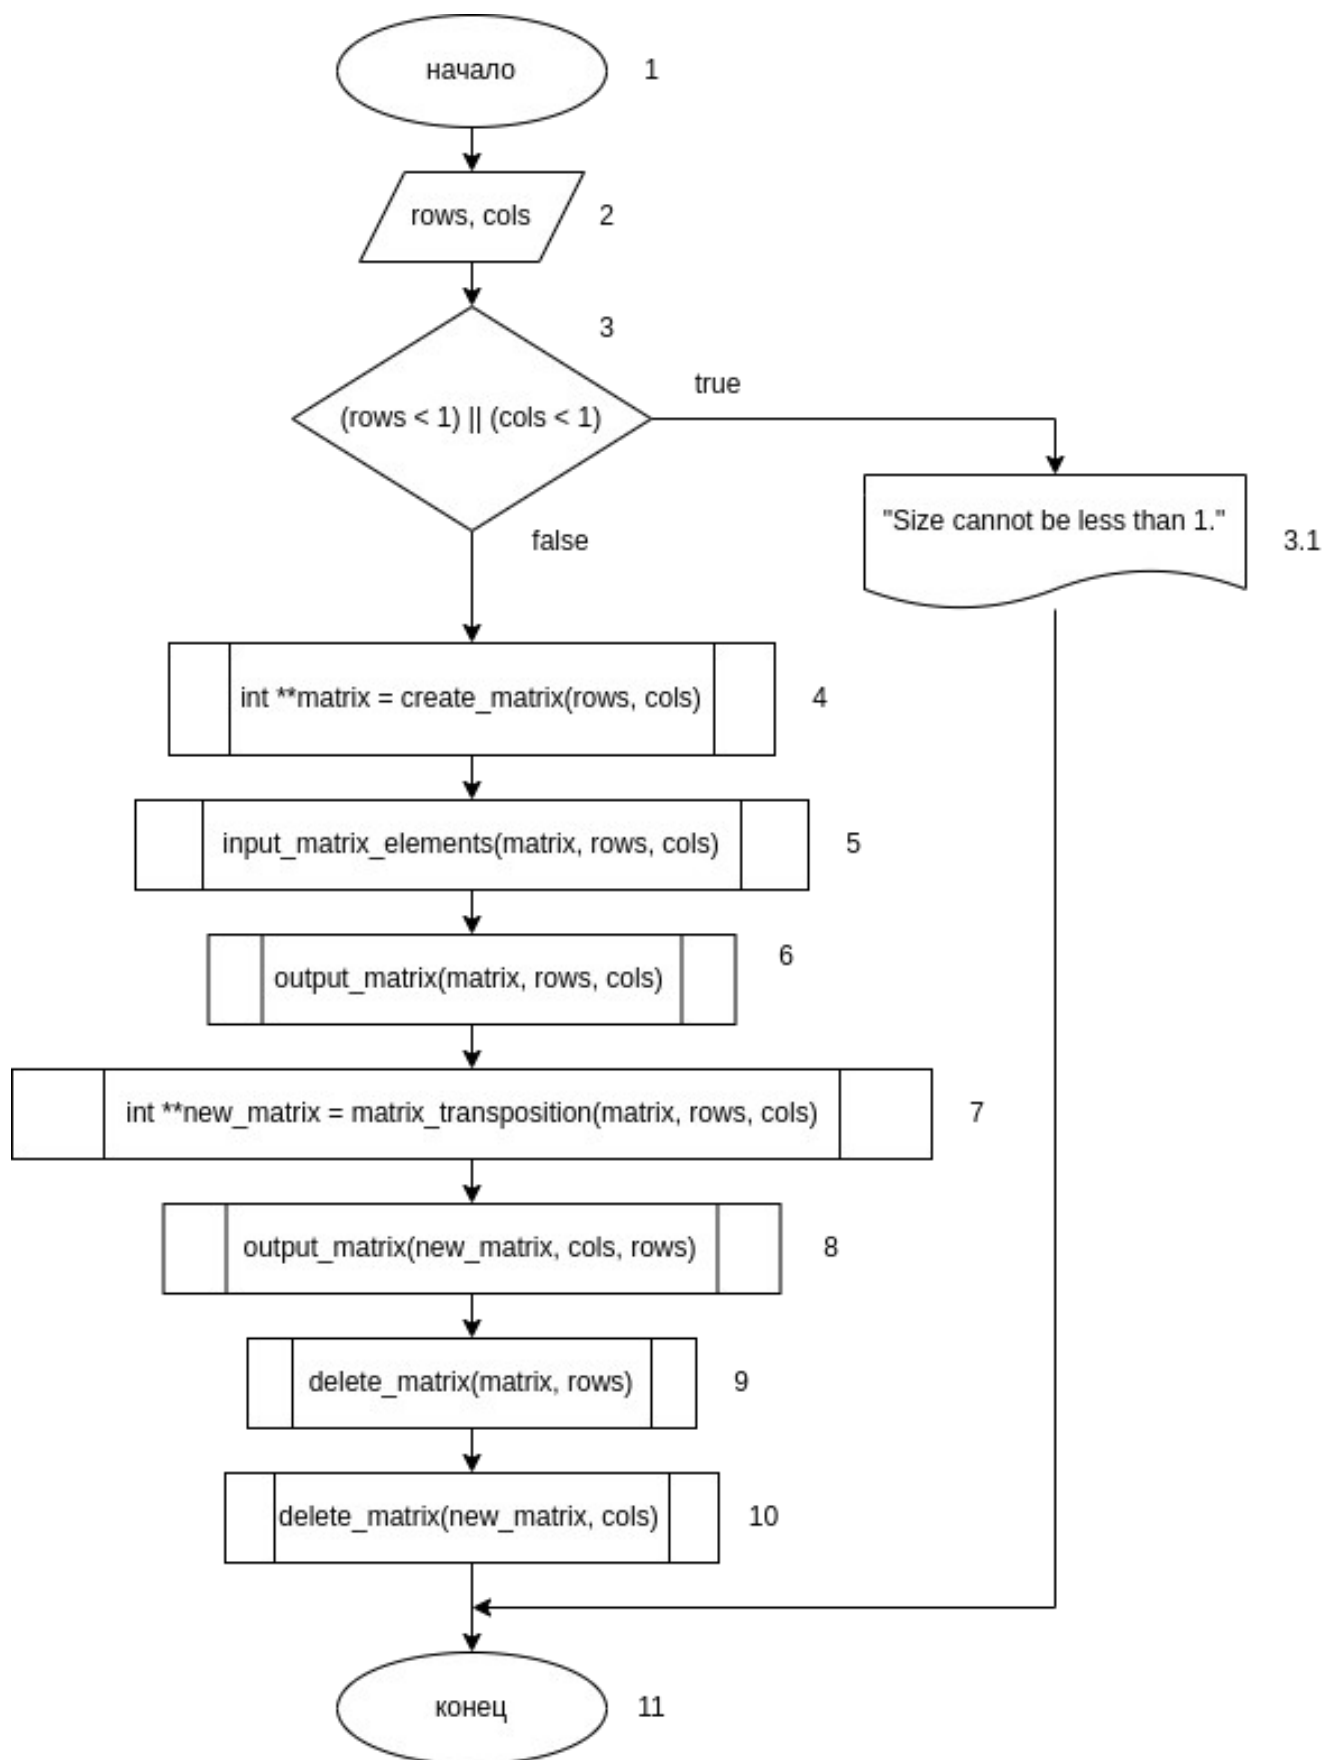 начало
1
rows, cols
2
3
(rows < 1) || (cols < 1)
true
false
"Size cannot be less than 1."
3.1
int **matrix = create_matrix(rows, cols)
4
input_matrix_elements(matrix, rows, cols)
5
output_matrix(matrix, rows, cols)
6
int **new_matrix = matrix_transposition(matrix, rows, cols)
7
output_matrix(new_matrix, cols, rows)
8
delete_matrix(matrix, rows)
9
delete_matrix(new_matrix, cols)
10
конец
11